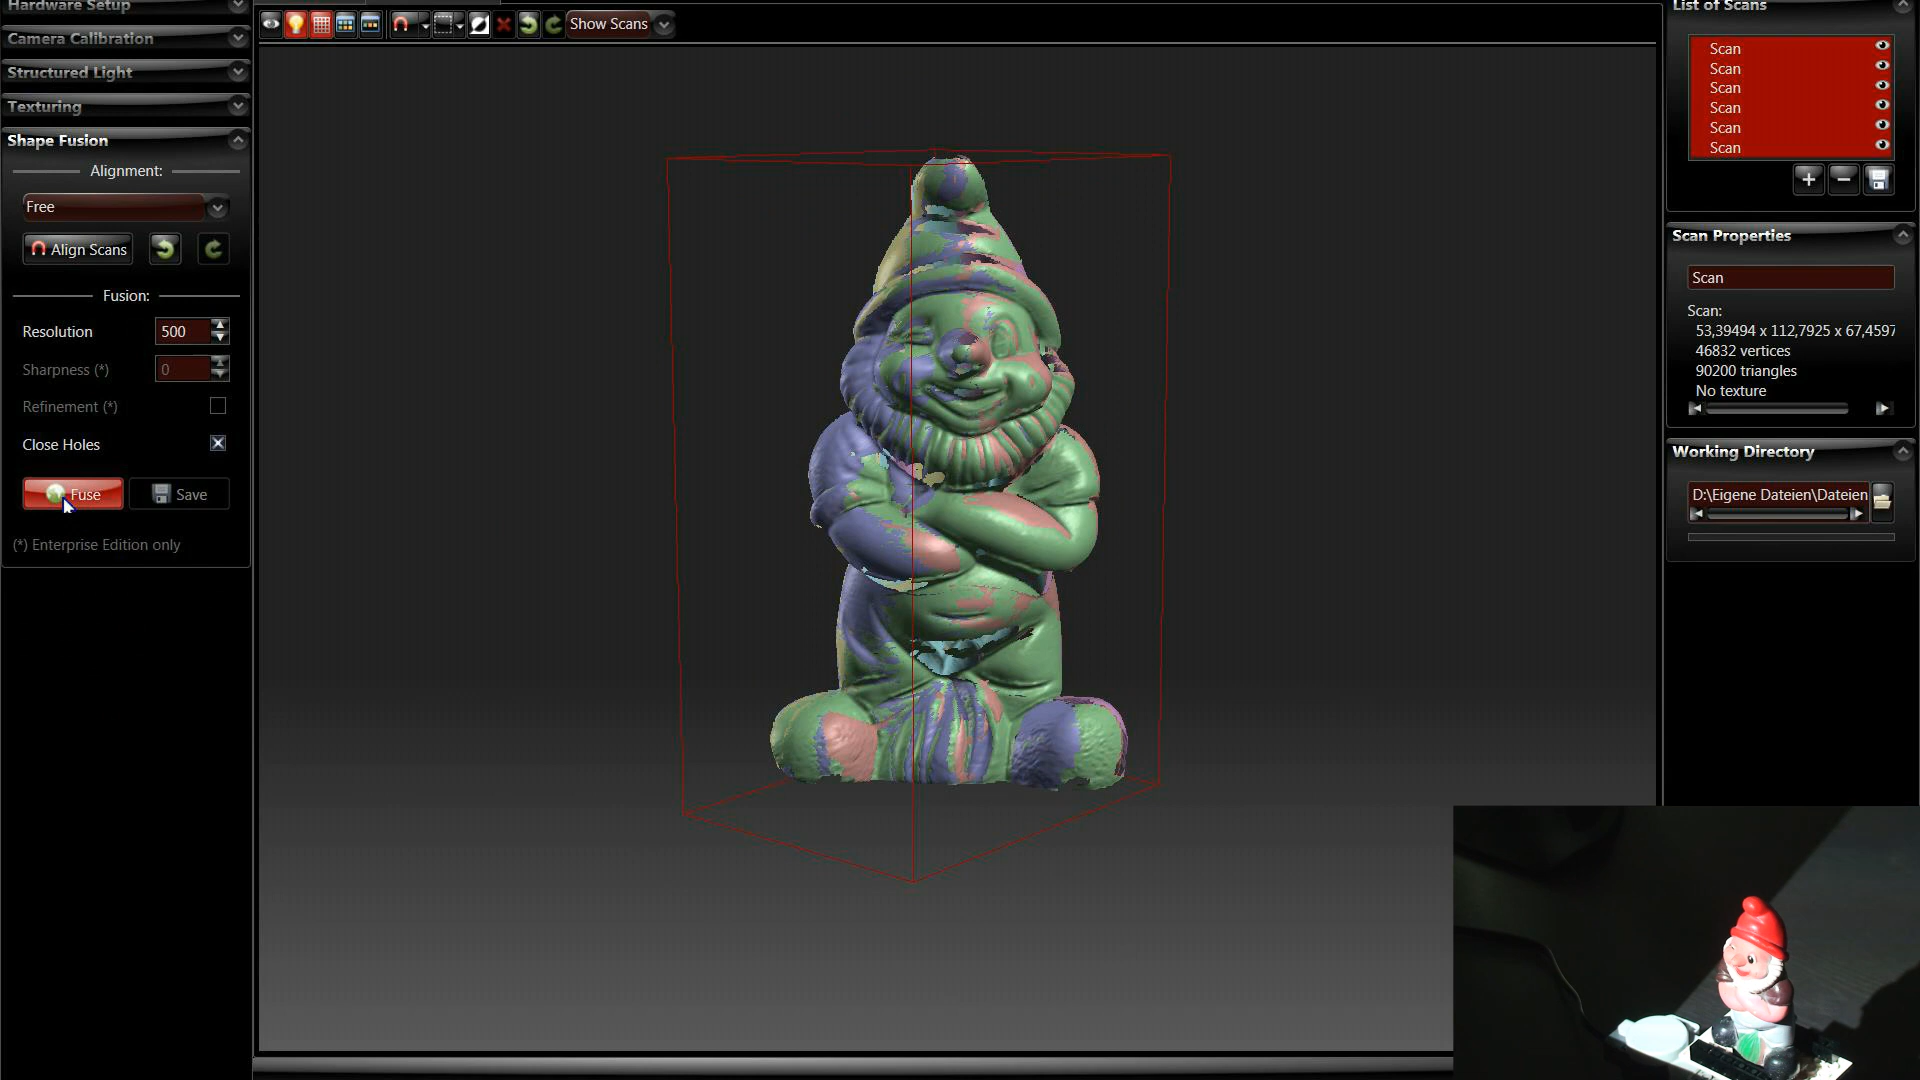 Hardware Setup
Camera Calibration
Structured Light
Texturing
Shape Fusion
Alignment:
Free
Align Scans
Fusion:
Resolution 500
Sharpness (*) 0
Refinement (*)
Close Holes
Fuse Save
(*) Enterprise Edition only
Show Scans
List of Scans
Scan
Scan
Scan
Scan
Scan
Scan
Scan Properties
Scan
Scan:
53,39494 x 112,7925 x 67,4597
46832 vertices
90200 triangles
No texture
Working Directory
D:\Eigene Dateien\Dateien